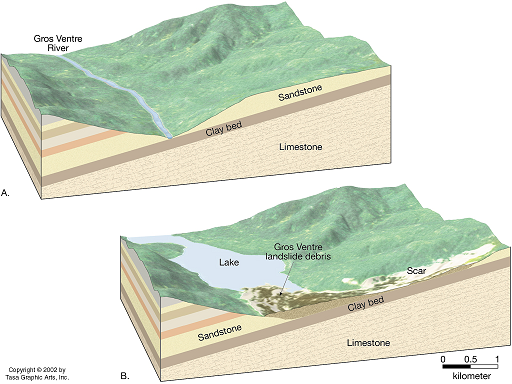 Gros Ventre
River
Sandstone
Clay bed
Limestone
A.
Gros Ventre
landslide debris
Lake
Scar
Clay bed
Sandstone
Limestone
Copyright © 2002 by
Tasa Graphic Arts, Inc.
B.
0 0.5 1
kilometer